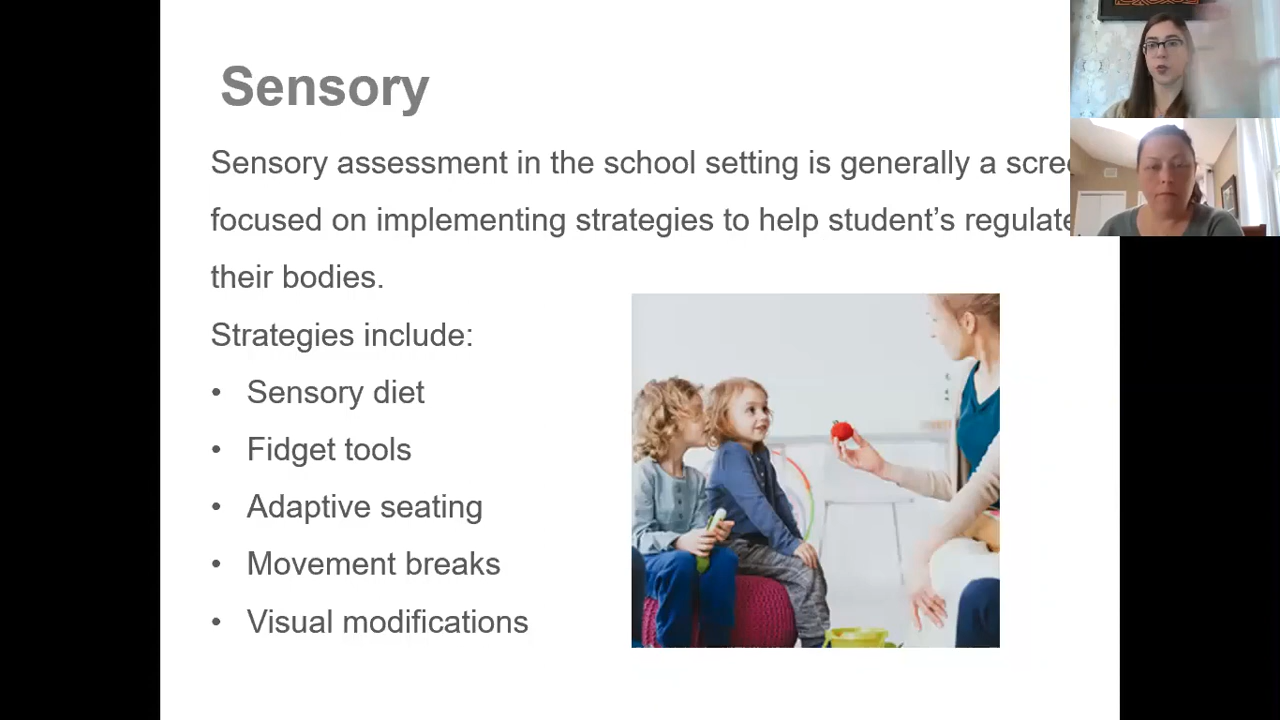 Sensory
Sensory assessment in the school setting is generally a
focused on implementing strategies to help student’s regulate
their bodies.
Strategies include:
• Sensory diet
• Fidget tools
• Adaptive seating
• Movement breaks
• Visual modifications